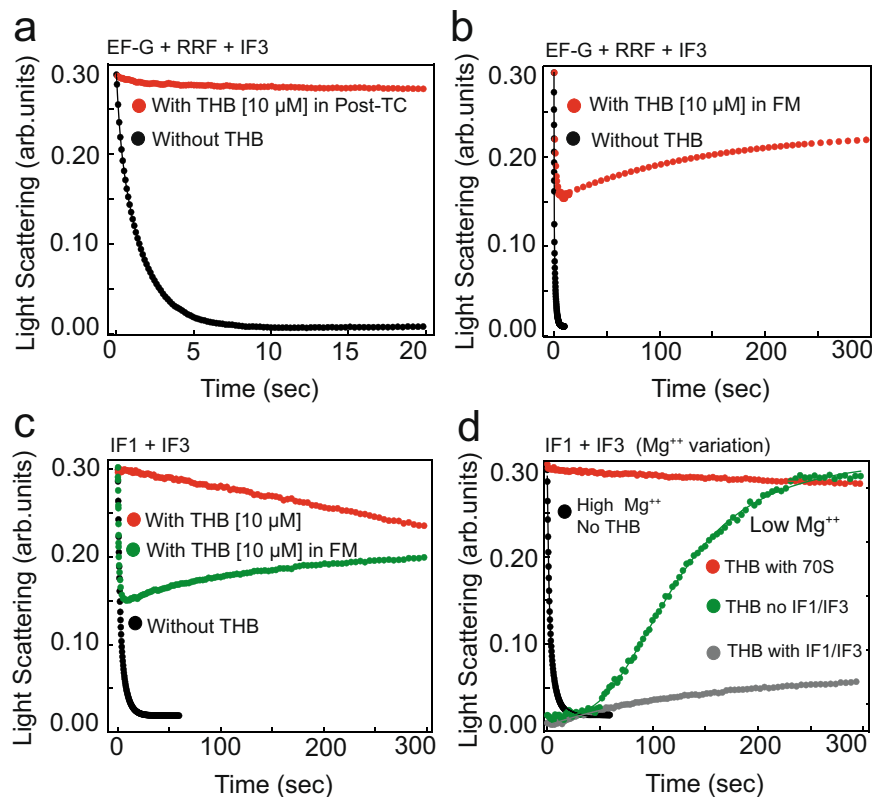 a
EF-G + RRF + IF3
Light Scattering (arb.units)
0.30
0.20
0.10
0.00
With THB [10 µM] in Post-TC
Without THB
0
5
10
15
20
Time (sec)
b
EF-G + RRF + IF3
Light Scattering (arb.units)
0.30
0.20
0.10
0.00
With THB [10 µM] in FM
Without THB
0
100
200
300
Time (sec)
c
IF1 + IF3
Light Scattering (arb.units)
0.30
0.20
0.10
0.00
With THB [10 µM]
With THB [10 µM] in FM
Without THB
0
100
200
300
Time (sec)
d
IF1 + IF3 (Mg++ variation)
Light Scattering (arb.units)
0.30
0.20
0.10
0.00
High Mg++
No THB
Low Mg++
THB with 70S
THB no IF1/IF3
THB with IF1/IF3
0
100
200
300
Time (sec)